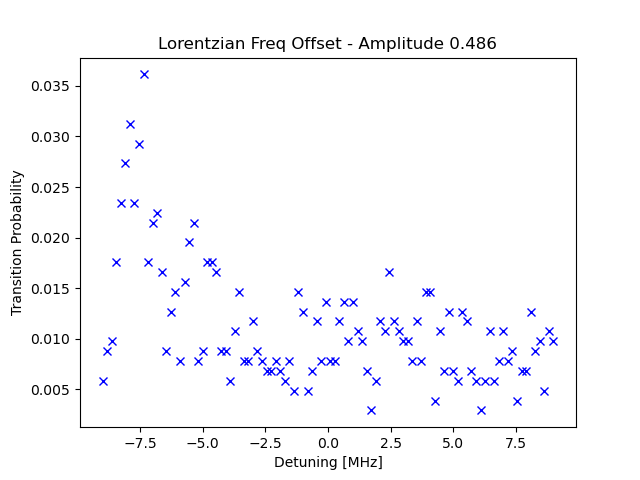 Lorentzian Freq Offset - Amplitude 0.486
0.035
0.030
0.025
0.020
0.015
0.010
0.005
Transition Probability
−7.5 −5.0 −2.5 0.0 2.5 5.0 7.5
Detuning [MHz]